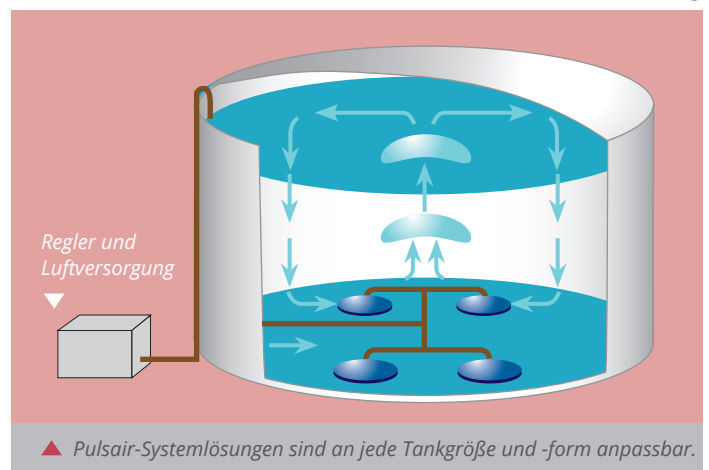 Regler und
Luftversorgung
Pulsair-Systemlösungen sind an jede Tankgröße und -form anpassbar.